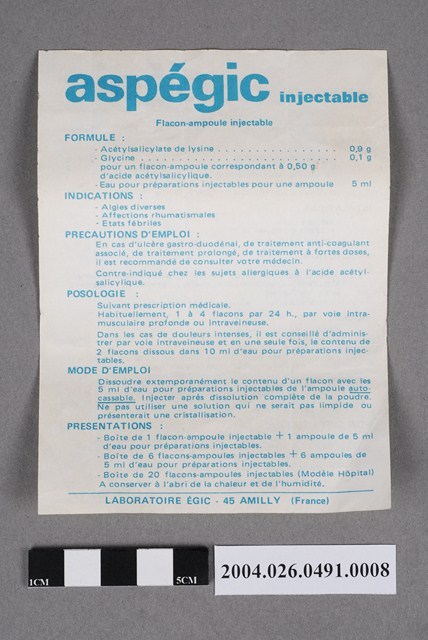 aspégic injectable
Flacon-ampoule injectable
FORMULE :
- Acétylsalicylate de lysine . . . . . . . . . . . . . . . . 0,9 g
- Glycine . . . . . . . . . . . . . . . . . . . . . . . . . . 0,1 g
pour un flacon-ampoule correspondant à 0,50 g
d'acide acétylsalicylique.
- Eau pour préparations injectables pour une ampoule 5 ml
INDICATIONS :
- Algies diverses
- Affections rhumatismales
- Etats fébriles
PRECAUTIONS D'EMPLOI :
En cas d'ulcère gastro-duodénal, de traitement anti-coagulant
associé, de traitement prolongé, de traitement à fortes doses,
il est recommandé de consulter votre médecin.
Contre-indiqué chez les sujets allergiques à l'acide acétyl-
salicylique.
POSOLOGIE :
Suivant prescription médicale.
Habituellement, 1 à 4 flacons par 24 h., par voie intra-
musculaire profonde ou intraveineuse.
Dans les cas de douleurs intenses, il est conseillé d'adminis-
trer par voie intraveineuse et en une seule fois, le contenu de
2 flacons dissous dans 10 ml d'eau pour préparations injec-
tables.
MODE D'EMPLOI
Dissoudre extemporanément le contenu d'un flacon avec les
5 ml d'eau pour préparations injectables de l'ampoule auto-
cassable. Injecter après dissolution complète de la poudre.
Ne pas utiliser une solution qui ne serait pas limpide ou
présenterait une cristallisation.
PRESENTATIONS :
- Boîte de 1 flacon-ampoule injectable + 1 ampoule de 5 ml
d'eau pour préparations injectables.
- Boîte de 6 flacons-ampoules injectables + 6 ampoules de
5 ml d'eau pour préparations injectables.
- Boîte de 20 flacons-ampoules injectables (Modèle Hôpital)
A conserver à l'abri de la chaleur et de l'humidité.
LABORATOIRE ÉGIC - 45 AMILLY (France)
1CM 5CM
2004.026.0491.0008